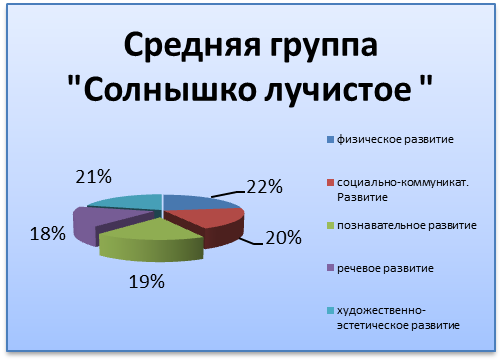 Средняя группа
"Солнышко лучистое "
физическое развитие
социально-коммуникат.
Развитие
познавательное развитие
речевое развитие
художественно-
эстетическое развитие
21%
22%
18%
20%
19%